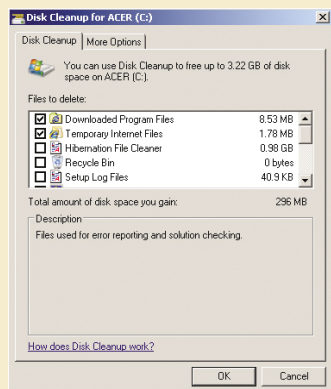 Disk Cleanup for ACER (C:)
Disk Cleanup
More Options
You can use Disk Cleanup to free up to 3.22 GB of disk
space on ACER (C:).
Files to delete:
Downloaded Program Files 8.53 MB
Temporary Internet Files 1.78 MB
Hibernation File Cleaner 0.98 GB
Recycle Bin 0 bytes
Setup Log Files 40.9 KB
Total amount of disk space you gain: 296 MB
Description
Files used for error reporting and solution checking.
How does Disk Cleanup work?
OK
Cancel